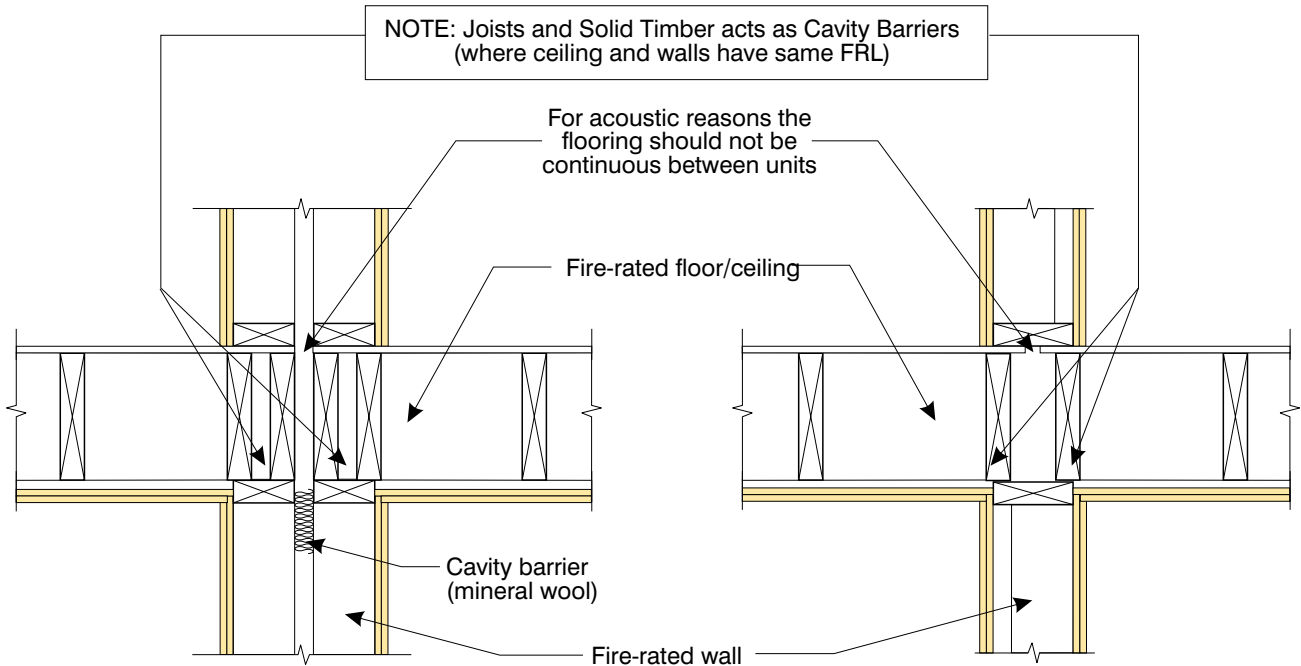 NOTE: Joists and Solid Timber acts as Cavity Barriers
(where ceiling and walls have same FRL)
For acoustic reasons the
flooring should not be
continuous between units
Fire-rated floor/ceiling
Cavity barrier
(mineral wool)
Fire-rated wall